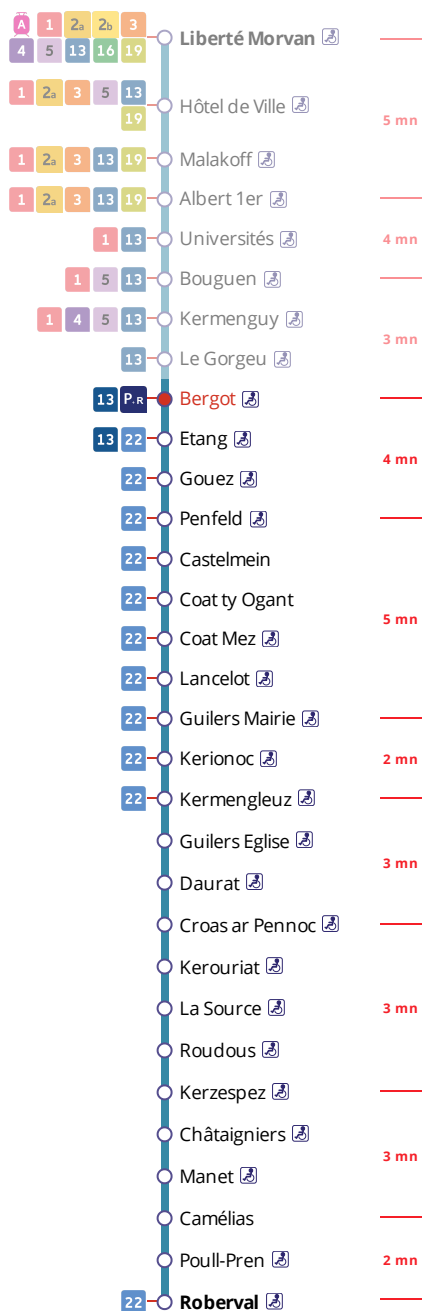 A 1 2a 2b 3
4 5 13 16 19 Liberté Morvan
1 2a 3 5 13
19 Hôtel de Ville
5 mn
1 2a 3 13 19 Malakoff
1 2a 3 13 19 Albert 1er
1 13 Universités 4 mn
1 5 Bouguen
1 4 5 13 Kermenguy
3 mn
13 Le Gorgeu
13 P+R Bergot
13 22 Etang
4 mn
22 Gouez
22 Penfeld
22 Castelmein
22 Coat ty Ogant
5 mn
22 Coat Mez
22 Lancelot
22 Guilers Mairie
22 Kerionoc 2 mn
22 Kermengleuz
Guilers Eglise
3 mn
Daurat
Croas ar Pennoc
Kerouriat
La Source 3 mn
Roudous
Kerzespez
Châtaigniers
3 mn
Manet
Camélias
Poull-Pren 2 mn
22 Roberval